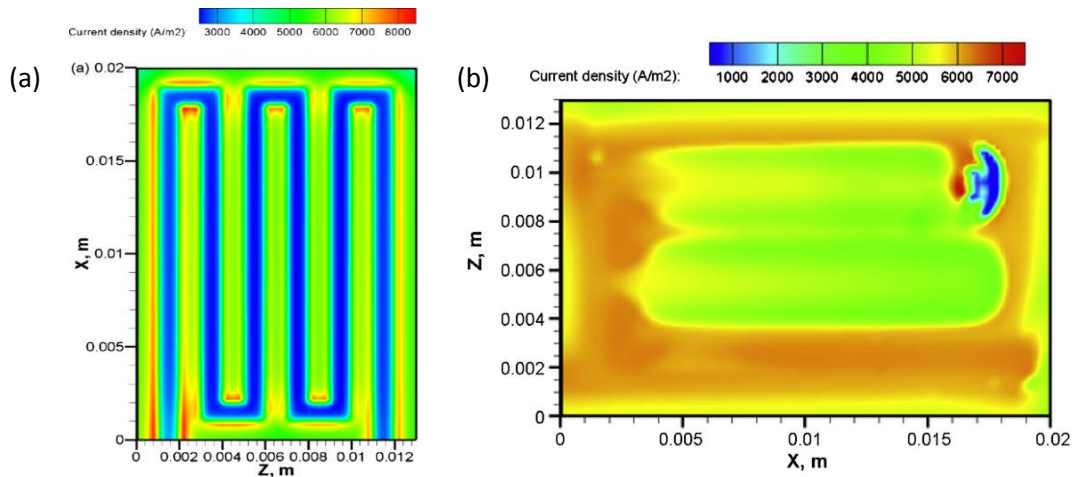 Current density (A/m2): 3000 4000 5000 6000 7000 8000
(a)
(a) 0.02
0.015
X, m
0.01
0.005
0
0 0.002 0.004 0.006 0.008 0.01 0.012
Z, m
(b)
Current density (A/m2): 1000 2000 3000 4000 5000 6000 7000
0.012
0.01
0.008
Z, m
0.006
0.004
0.002
0
0 0.005 0.01 0.015 0.02
X, m